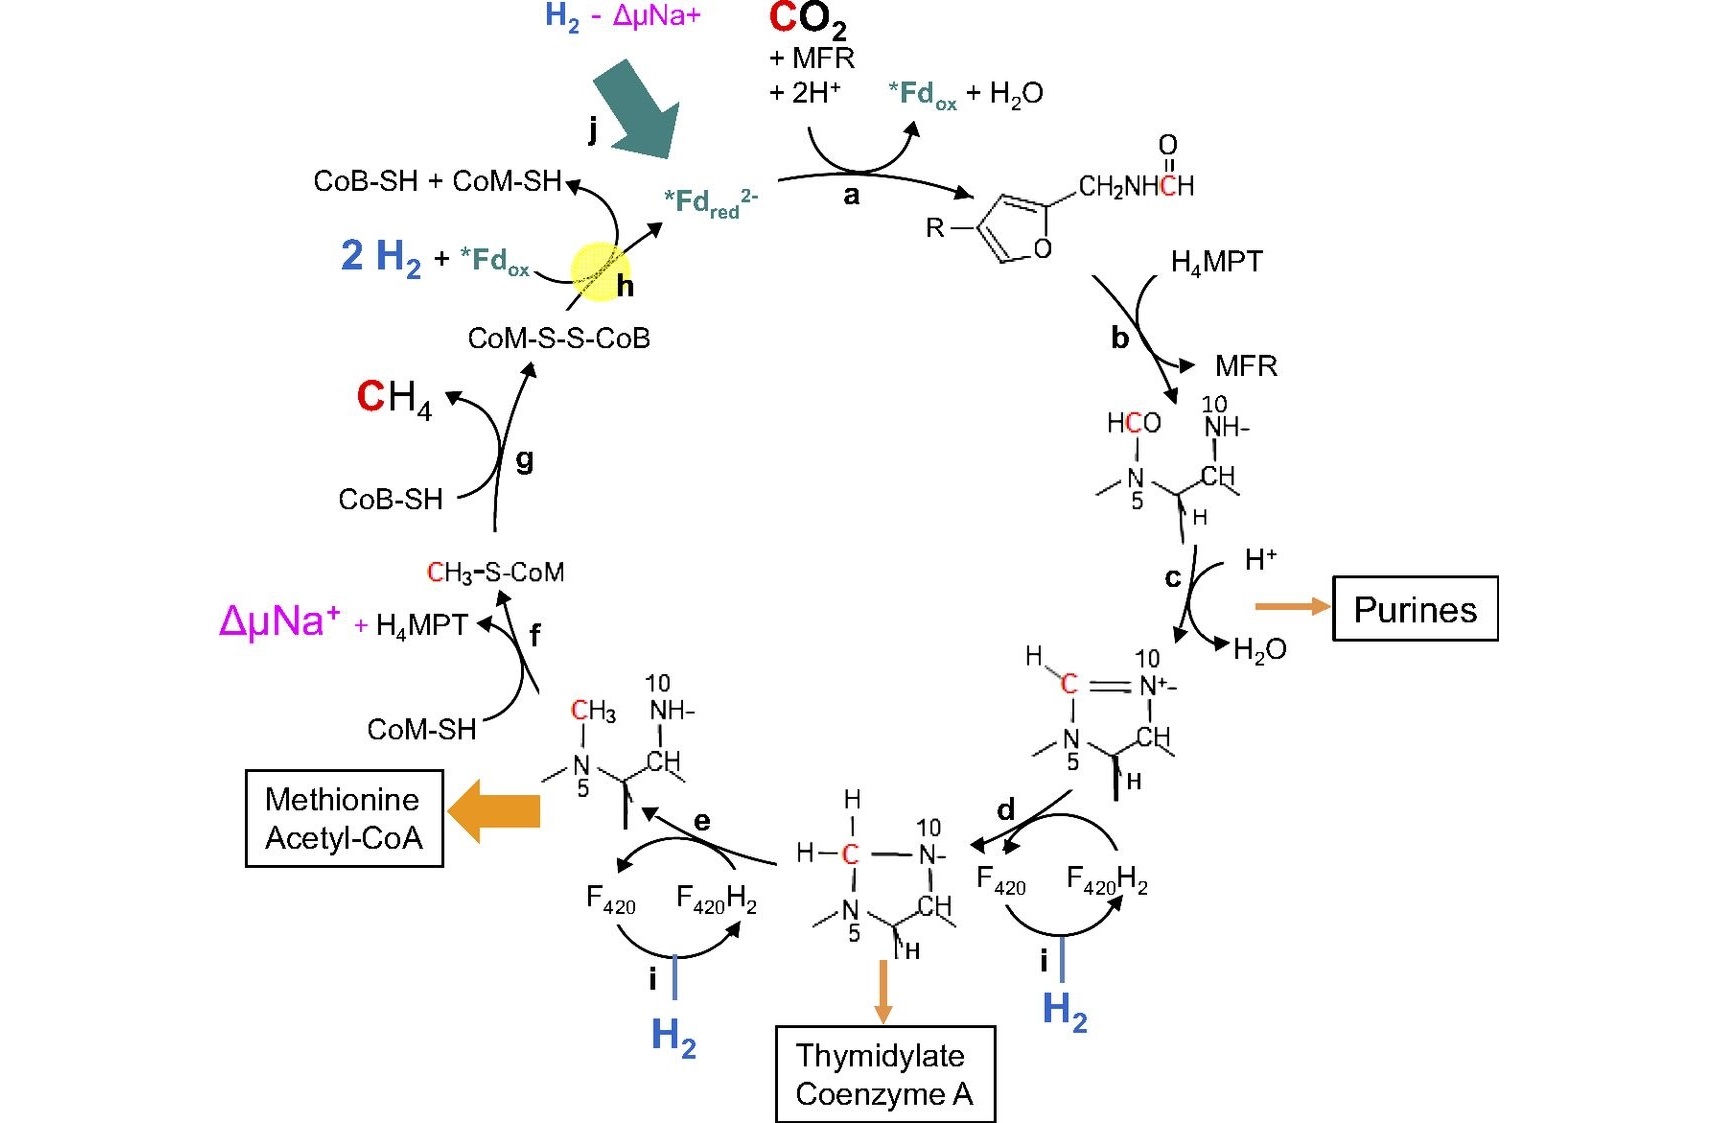 H2 - ΔµNa+
CO2
+ MFR
+ 2H+
*Fdox + H2O
j
CoB-SH + CoM-SH
*Fdred2-
a
O
CH2NHCH
R
O
2 H2 + *Fdox
h
H4MPT
CoM-S-S-CoB
b
MFR
CH4
HCO
10
NH-
g
CoB-SH
N
CH
5
H
CH3-S-CoM
c
H+
Purines
ΔµNa+ + H4MPT
f
H2O
H
C
10
N+-
CoM-SH
CH3
10
NH-
N
CH
5
H
N
CH
5
Methionine
Acetyl-CoA
e
d
H
H-C
10
N-
F420
F420H2
F420
F420H2
N
CH
5
H
i
H2
i
H2
Thymidylate
Coenzyme A